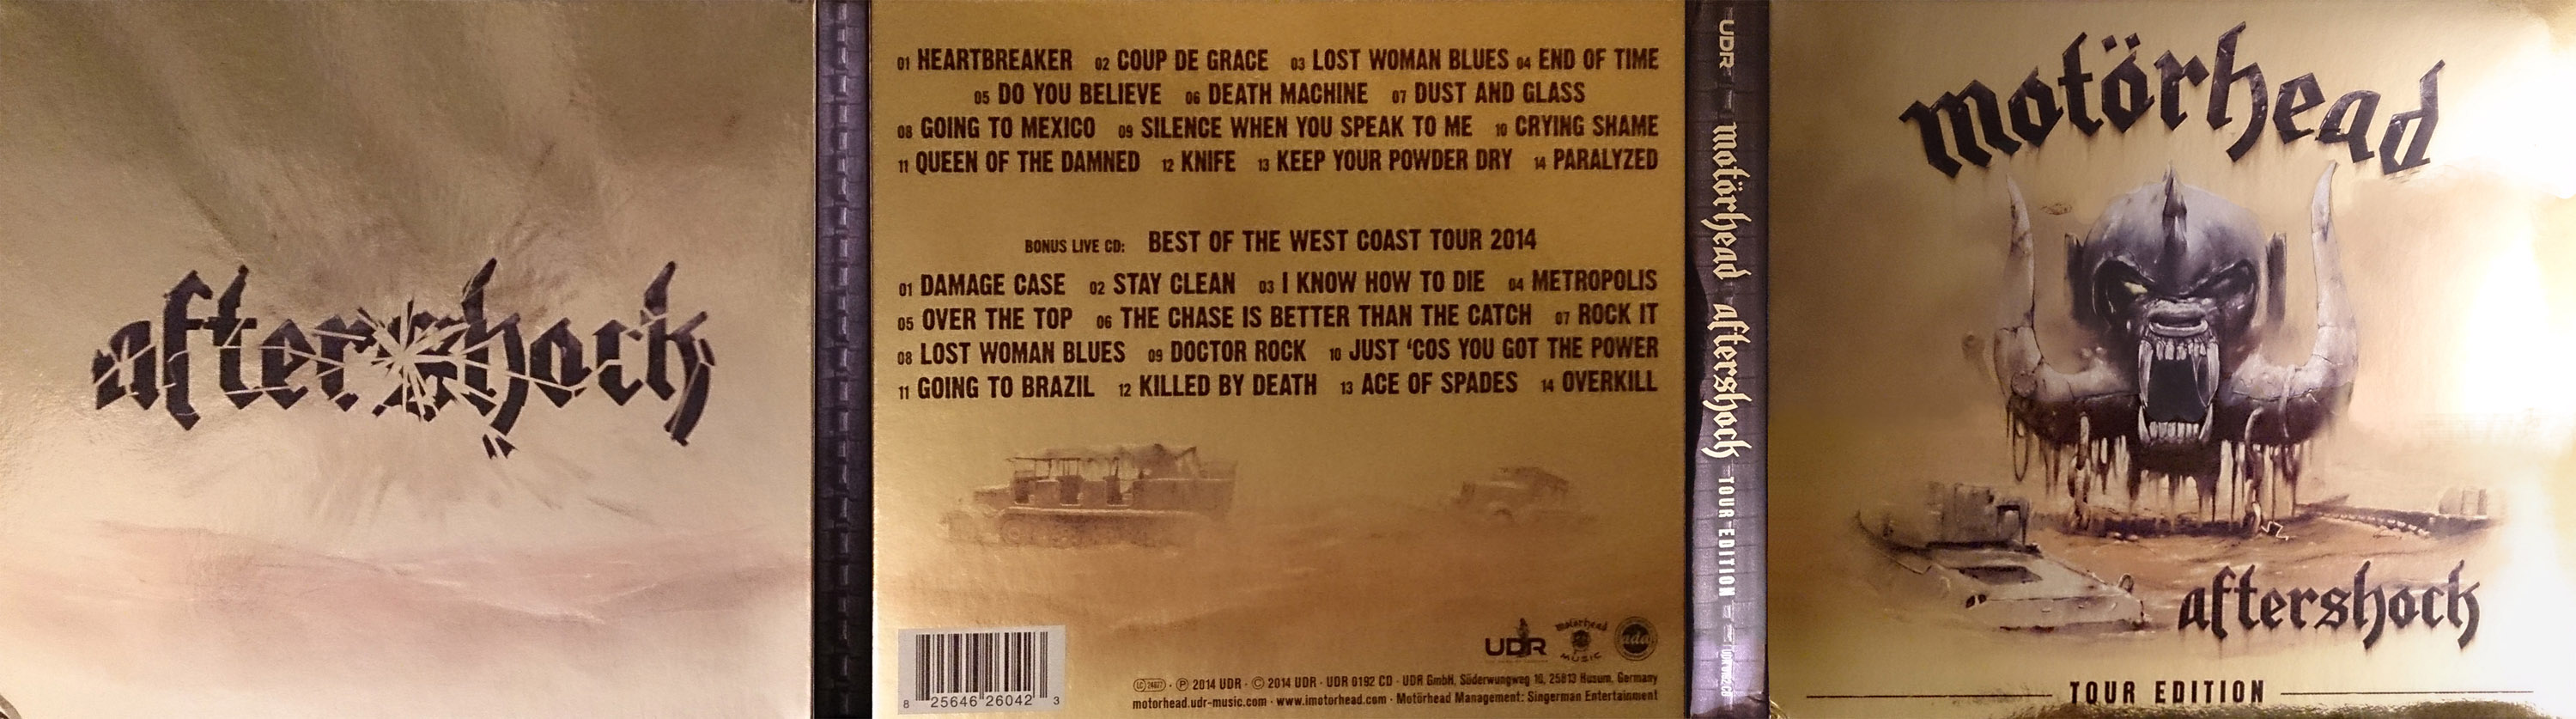 aftershock
01 HEARTBREAKER 02 COUP DE GRACE 03 LOST WOMAN BLUES 04 END OF TIME
05 DO YOU BELIEVE 06 DEATH MACHINE 07 DUST AND GLASS
08 GOING TO MEXICO 09 SILENCE WHEN YOU SPEAK TO ME 10 CRYING SHAME
11 QUEEN OF THE DAMNED 12 KNIFE 13 KEEP YOUR POWDER DRY 14 PARALYZED
BONUS LIVE CD: BEST OF THE WEST COAST TOUR 2014
01 DAMAGE CASE 02 STAY CLEAN 03 I KNOW HOW TO DIE 04 METROPOLIS
05 OVER THE TOP 06 THE CHASE IS BETTER THAN THE CATCH 07 ROCK IT
08 LOST WOMAN BLUES 09 DOCTOR ROCK 10 JUST ‘COS YOU GOT THE POWER
11 GOING TO BRAZIL 12 KILLED BY DEATH 13 ACE OF SPADES 14 OVERKILL
UDR motörhead MUSIC ada
8 25646 26042 3
LC 24677 · ℗ 2014 UDR · © 2014 UDR · UDR 0192 CD · UDR GmbH, Süderwungweg 16, 25813 Husum, Germany
motorhead.udr-music.com · www.imotorhead.com · Motörhead Management: Singerman Entertainment
UDR motörhead aftershock TOUR EDITION
motörhead
aftershock
TOUR EDITION